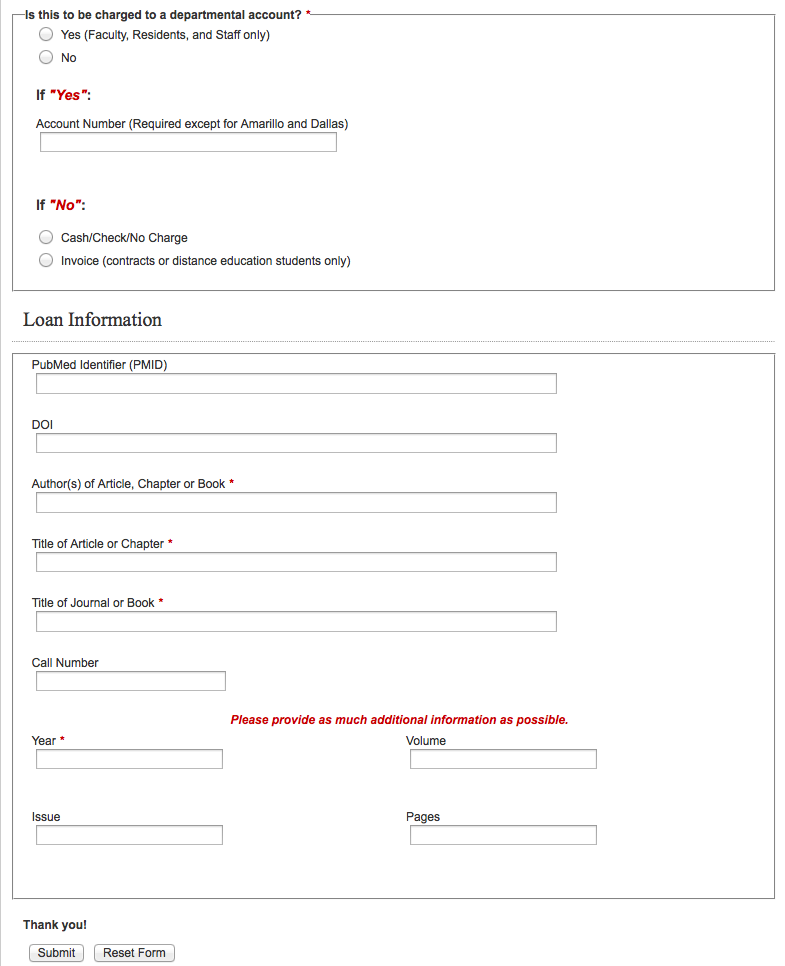 Is this to be charged to a departmental account? *
Yes (Faculty, Residents, and Staff only)
No
If "Yes":
Account Number (Required except for Amarillo and Dallas)
If "No":
Cash/Check/No Charge
Invoice (contracts or distance education students only)
Loan Information
PubMed Identifier (PMID)
DOI
Author(s) of Article, Chapter or Book *
Title of Article or Chapter *
Title of Journal or Book *
Call Number
Please provide as much additional information as possible.
Year * Volume
Issue Pages
Thank you!
Submit Reset Form